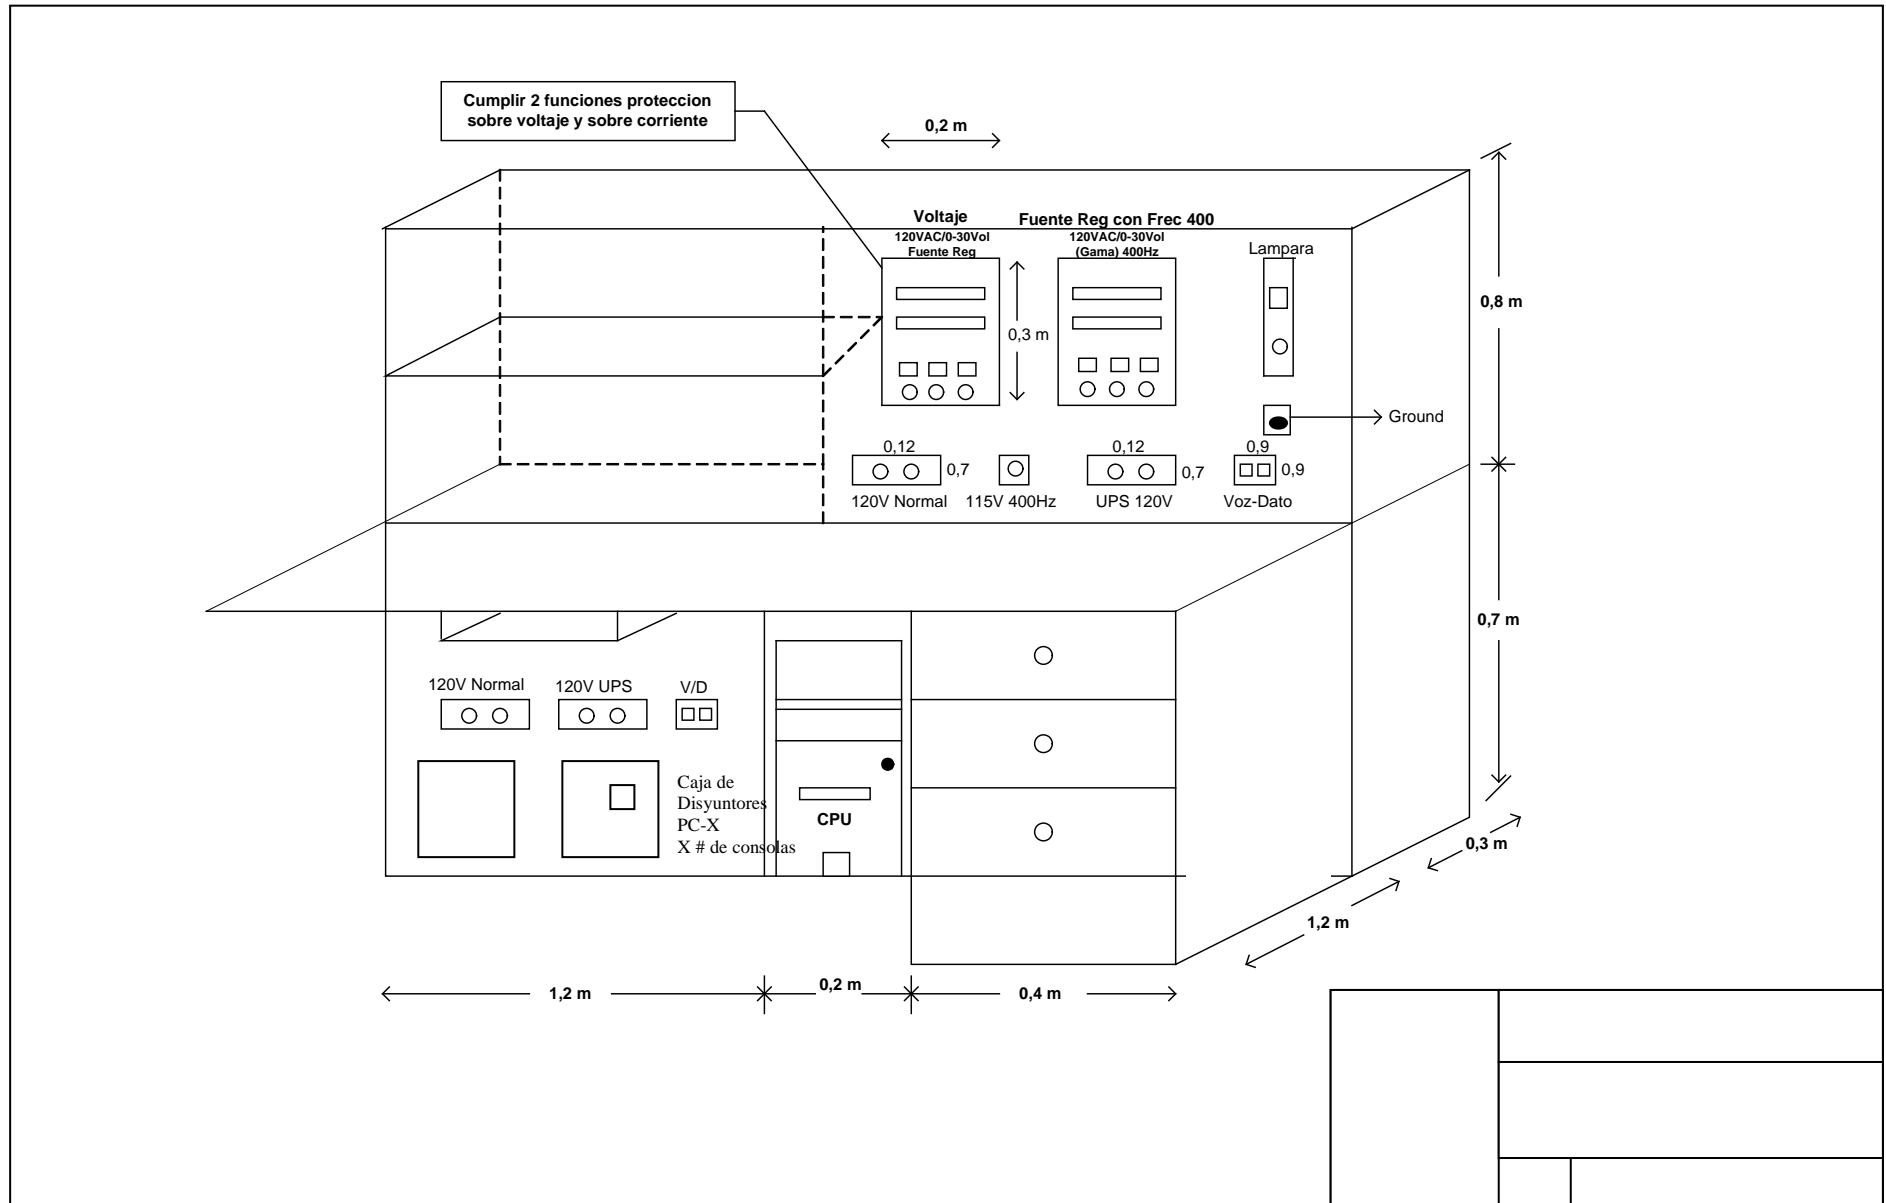 Cumplir 2 funciones proteccion
sobre voltaje y sobre corriente
0,2 m
Voltaje
120VAC/0-30Vol
Fuente Reg
Fuente Reg con Frec 400
120VAC/0-30Vol
(Gama) 400Hz
Lampara
0,3 m
0,8 m
Ground
0,12
0,7
120V Normal
115V 400Hz
0,12
0,7
UPS 120V
0,9
0,9
Voz-Dato
0,7 m
120V Normal
120V UPS
V/D
Caja de
Disyuntores
PC-X
X # de consolas
CPU
0,3 m
1,2 m
1,2 m
0,2 m
0,4 m